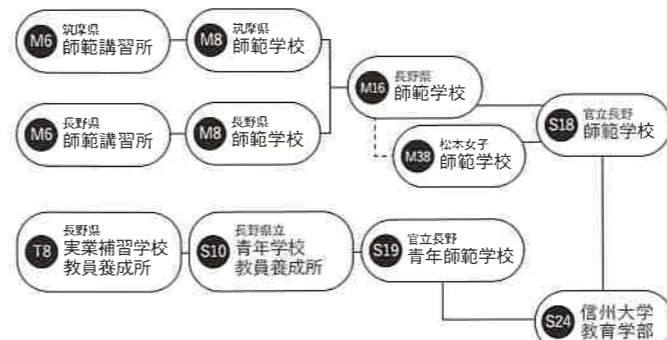 M6
筑摩県
師範講習所
M8
筑摩県
師範学校
M6
長野県
師範講習所
M8
長野県
師範学校
M16
長野県
師範学校
M38
松本女子
師範学校
S18
官立長野
師範学校
T8
長野県
実業補習学校
教員養成所
S10
長野県立
青年学校
教員養成所
S19
官立長野
青年師範学校
S24
信州大学
教育学部